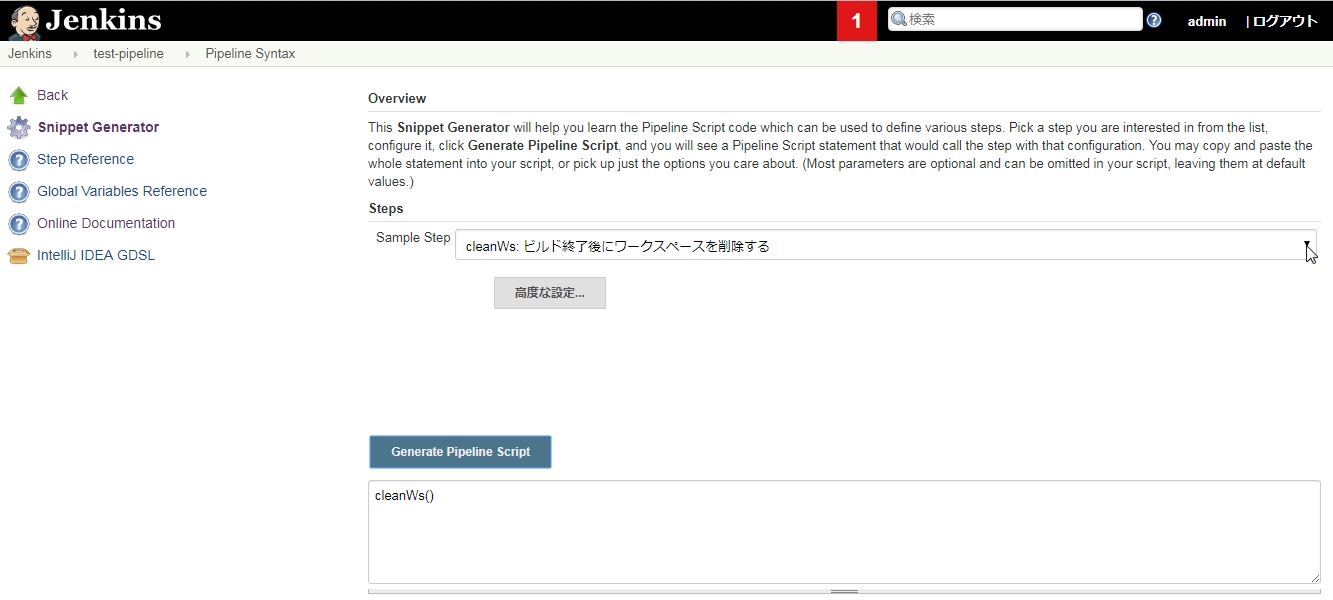 Jenkins
1
検索
admin
| ログアウト
Jenkins
test-pipeline
Pipeline Syntax
Back
Snippet Generator
Step Reference
Global Variables Reference
Online Documentation
IntelliJ IDEA GDSL
Overview
This Snippet Generator will help you learn the Pipeline Script code which can be used to define various steps. Pick a step you are interested in from the list,
configure it, click Generate Pipeline Script, and you will see a Pipeline Script statement that would call the step with that configuration. You may copy and paste the
whole statement into your script, or pick up just the options you care about. (Most parameters are optional and can be omitted in your script, leaving them at default
values.)
Steps
Sample Step
cleanWs: ビルド終了後にワークスペースを削除する
高度な設定...
Generate Pipeline Script
cleanWs()